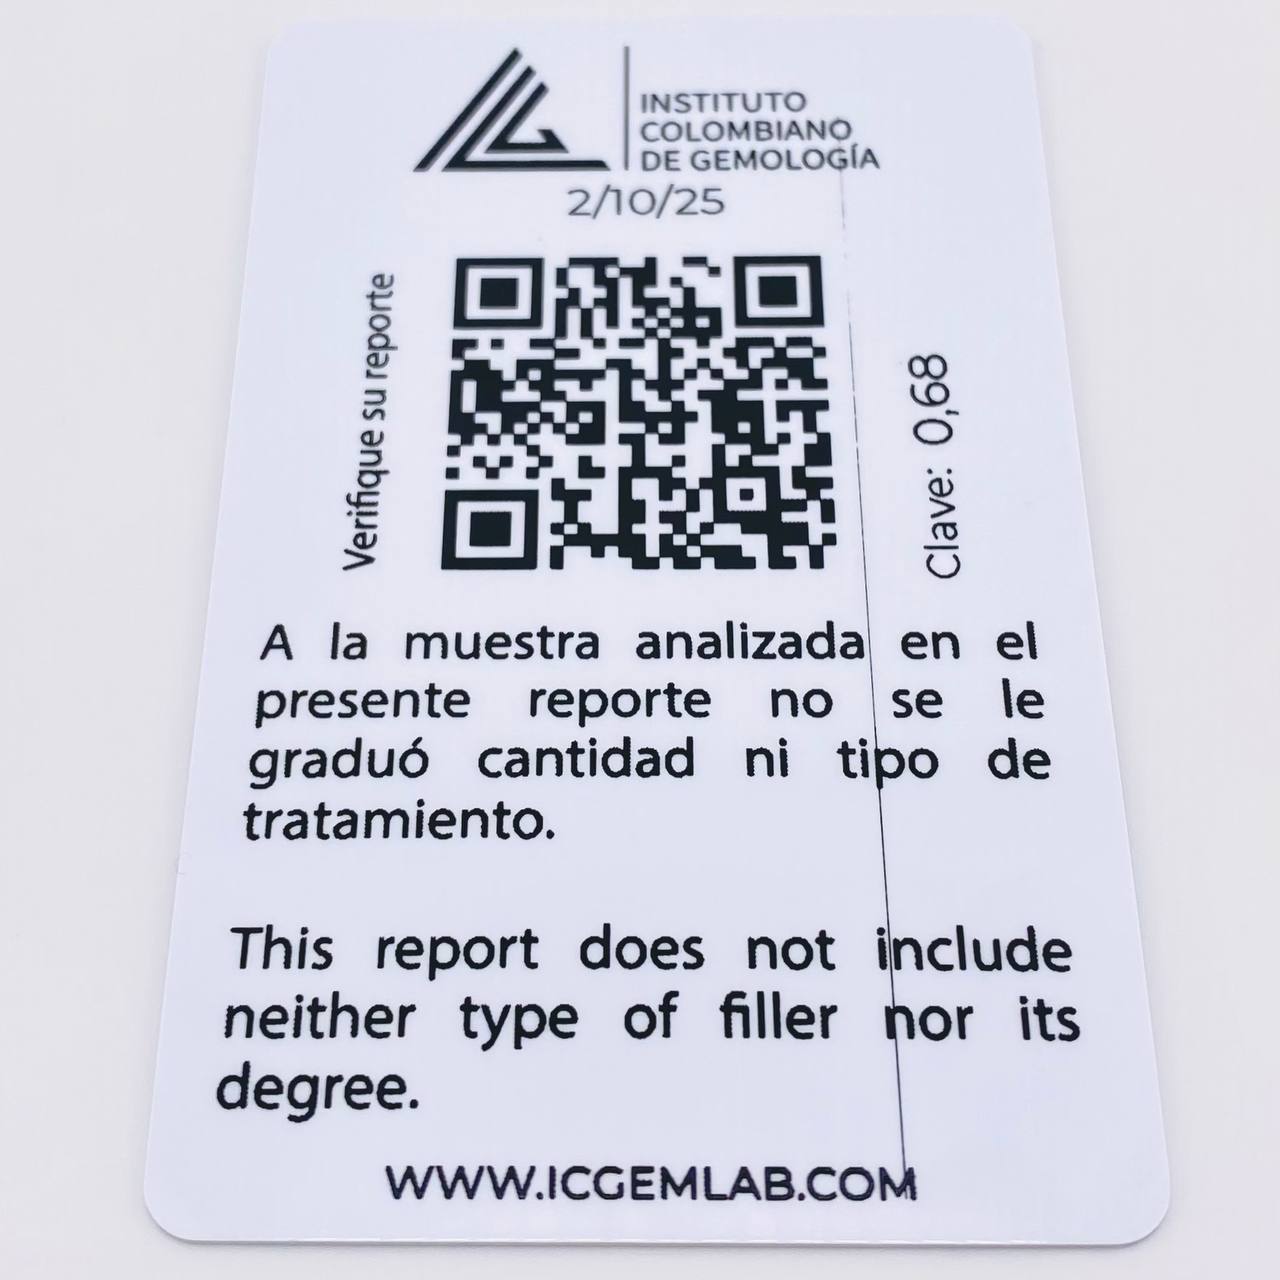 INSTITUTO
COLOMBIANO
DE GEMOLOGÍA
2/10/25
Verifique su reporte
Clave: 0,68
A la muestra analizada en el
presente reporte no se le
graduó cantidad ni tipo de
tratamiento.
This report does not include
neither type of filler nor its
degree.
WWW.ICGEMLAB.COM